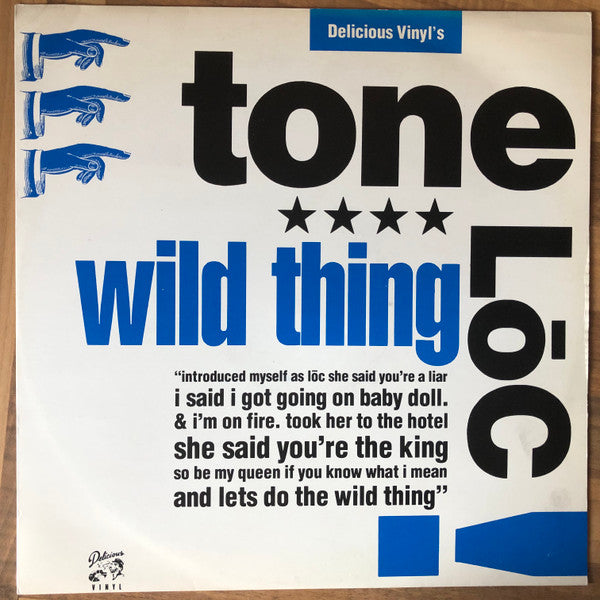 Delicious Vinyl's
tone
Lōc
★★★★
wild thing
!
“introduced myself as lōc she said you're a liar
i said i got going on baby doll.
& i'm on fire. took her to the hotel
she said you're the king
so be my queen if you know what i mean
and lets do the wild thing”
Delicious
VINYL